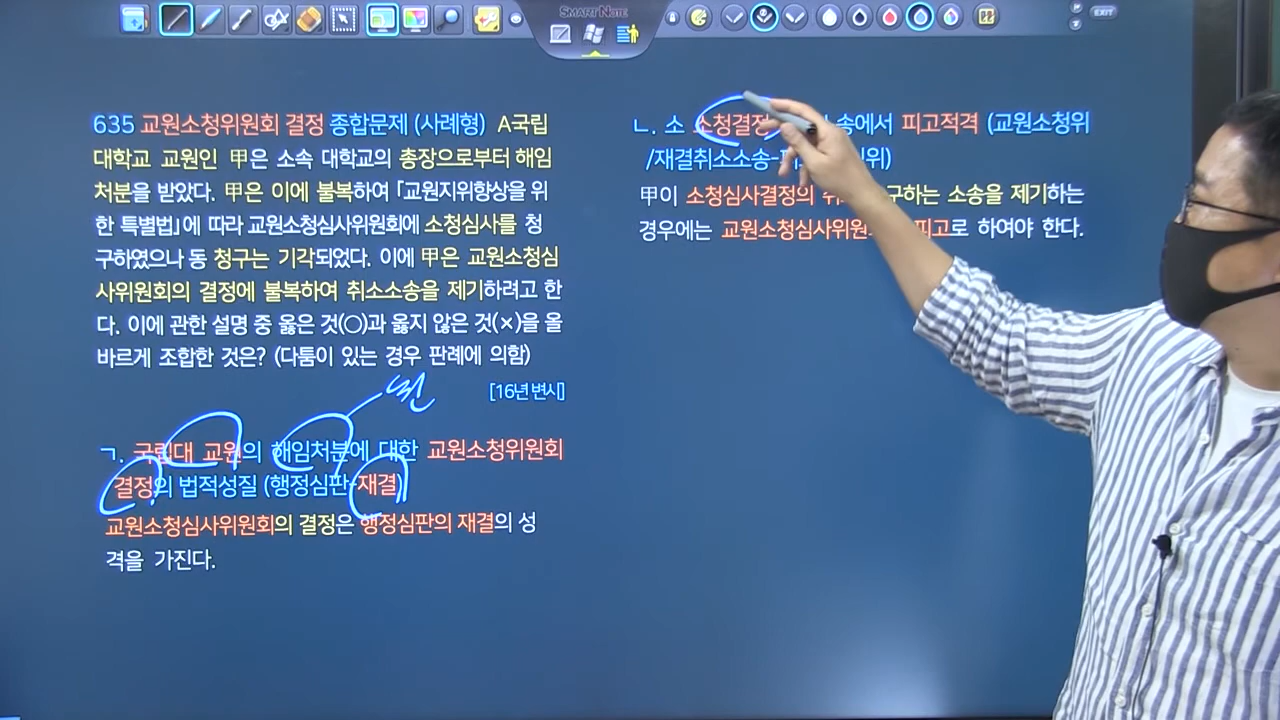 SMART NOTE
EXIT
635 교원소청위원회 결정 종합문제 (사례형) A국립
대학교 교원인 甲은 소속 대학교의 총장으로부터 해임
처분을 받았다. 甲은 이에 불복하여 「교원지위향상을 위
한 특별법」에 따라 교원소청심사위원회에 소청심사를 청
구하였으나 동 청구는 기각되었다. 이에 甲은 교원소청심
사위원회의 결정에 불복하여 취소소송을 제기하려고 한
다. 이에 관한 설명 중 옳은 것(○)과 옳지 않은 것(×)을 올
바르게 조합한 것은? (다툼이 있는 경우 판례에 의함)
[16년 변시]
ㄱ. 국립대 교원의 해임처분에 대한 교원소청위원회
결정의 법적성질 (행정심판-재결)
교원소청심사위원회의 결정은 행정심판의 재결의 성
격을 가진다.
ㄴ. 소 소청결정 송에서 피고적격 (교원소청위
/재결취소소송- 위)
甲이 소청심사결정의 구하는 소송을 제기하는
경우에는 교원소청심사위원 피고로 하여야 한다.